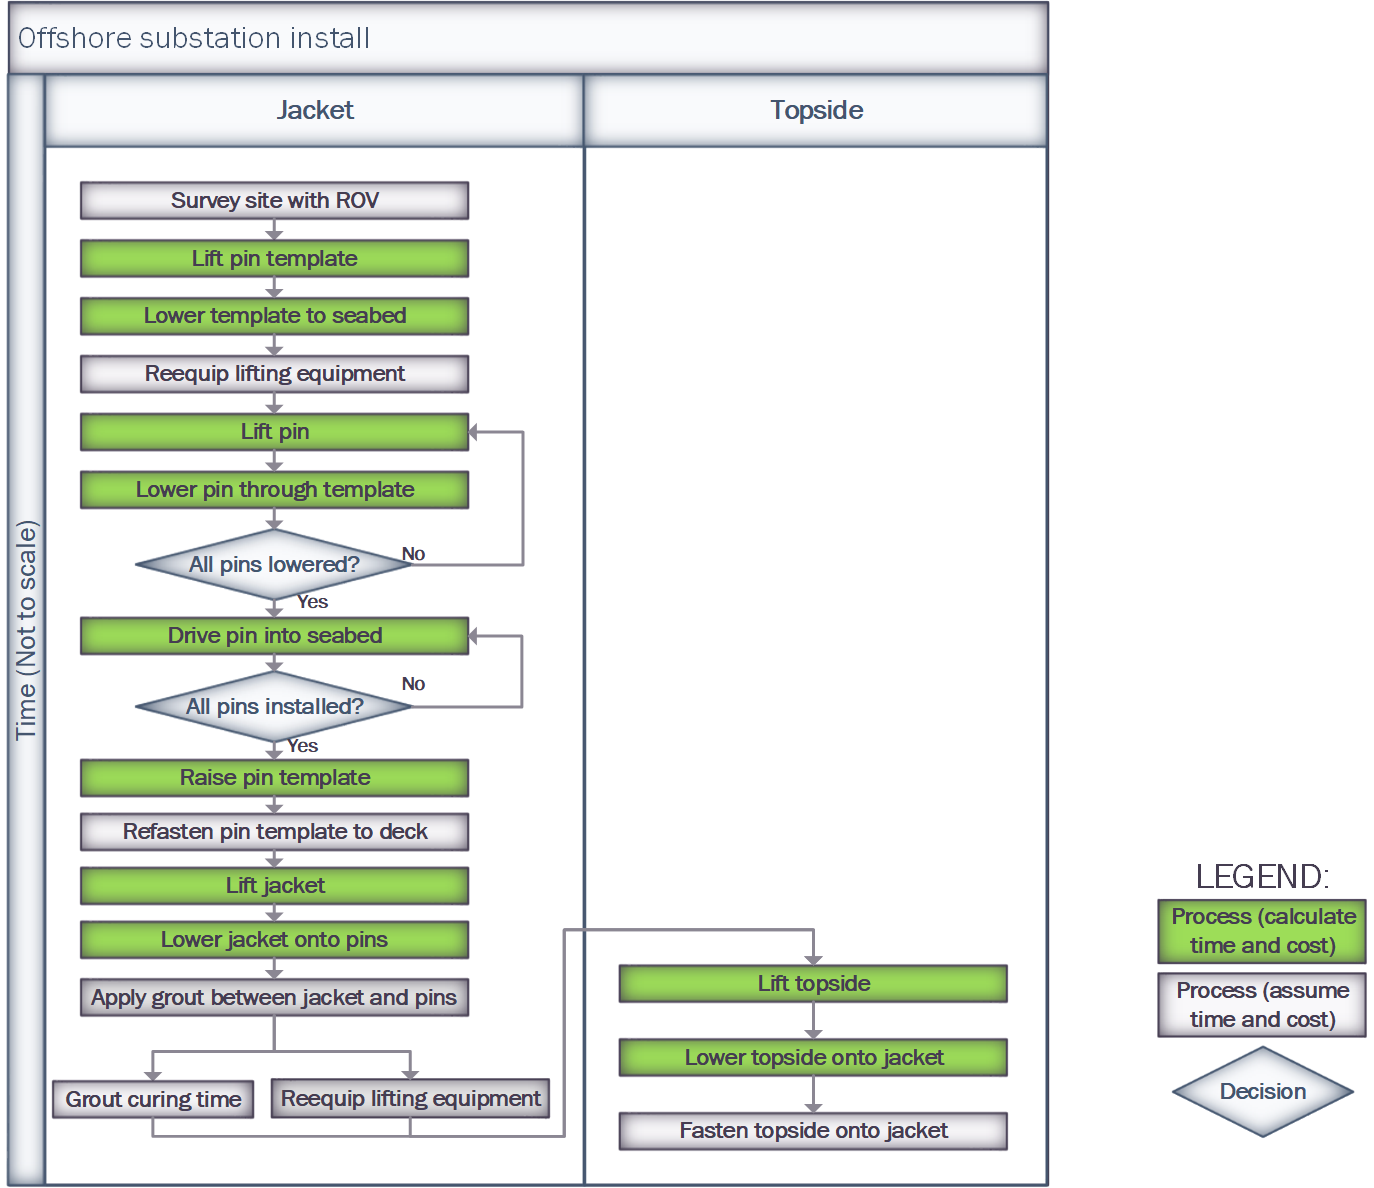 Offshore substation install
Jacket
Topside
Time (Not to scale)
Survey site with ROV
Lift pin template
Lower template to seabed
Reequip lifting equipment
Lift pin
Lower pin through template
All pins lowered?
No
Yes
Drive pin into seabed
All pins installed?
No
Yes
Raise pin template
Refasten pin template to deck
Lift jacket
Lower jacket onto pins
Apply grout between jacket and pins
Grout curing time
Reequip lifting equipment
Lift topside
Lower topside onto jacket
Fasten topside onto jacket
LEGEND:
Process (calculate
time and cost)
Process (assume
time and cost)
Decision